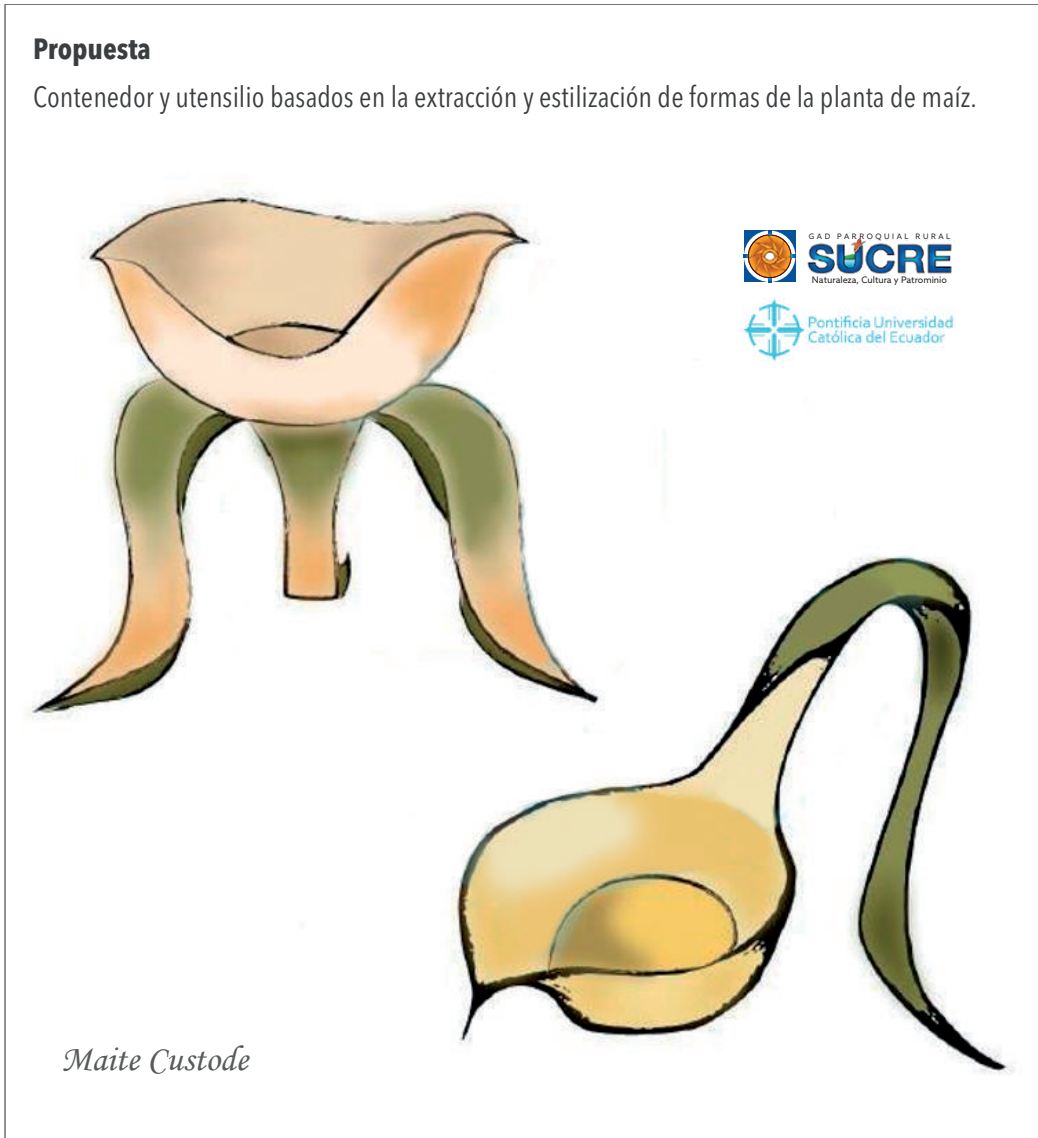 Propuesta
Contenedor y utensilio basados en la extracción y estilización de formas de la planta de maíz.
GAD PARROQUIAL RURAL
SUCRE
Naturaleza, Cultura y Patrominio
Pontificia Universidad
Católica del Ecuador
Maite Custode